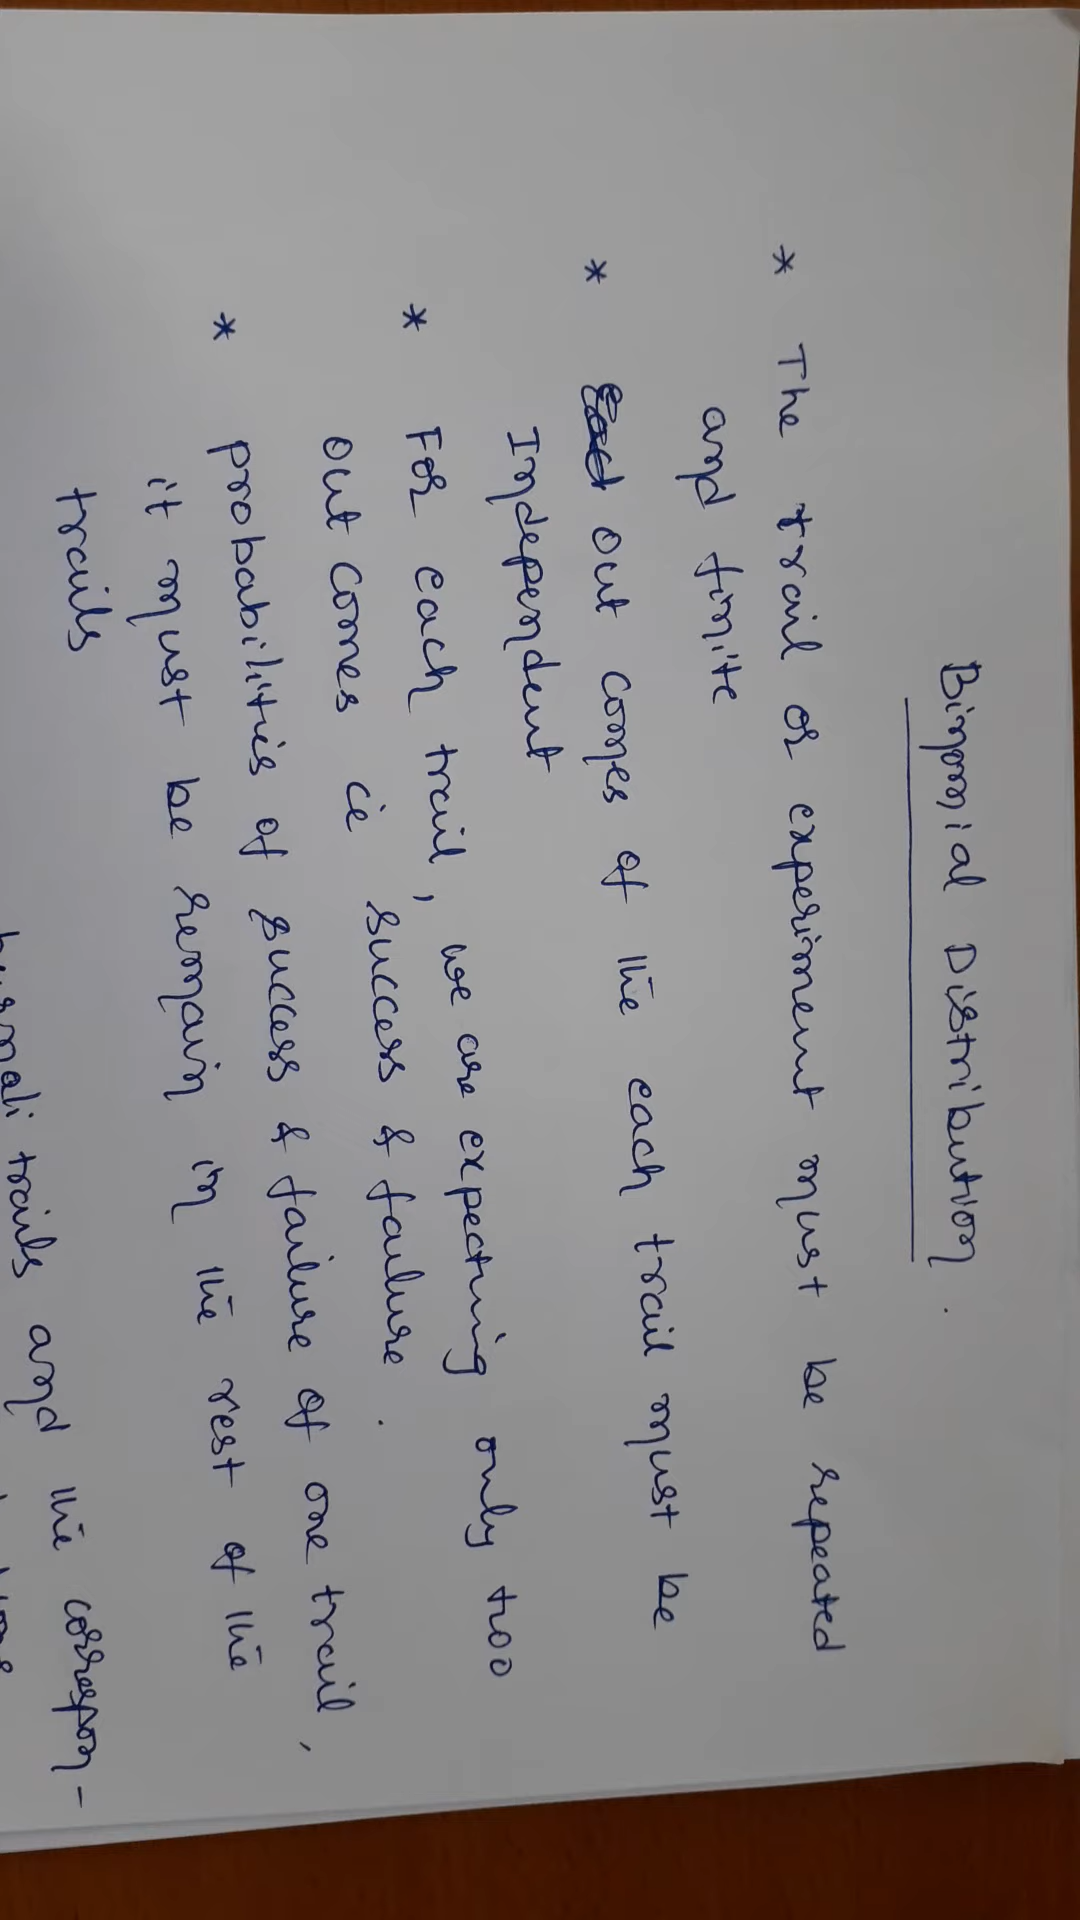 Binomial Distribution.
* The trail or experiment must be repeated
and finite
* out comes of the each trail must be
Independent
* For each trail, we are expecting only two
out comes ie success & failure.
* probabilities of success & failure of one trail,
it must be remain in the rest of the
trails
trails and the correspon-